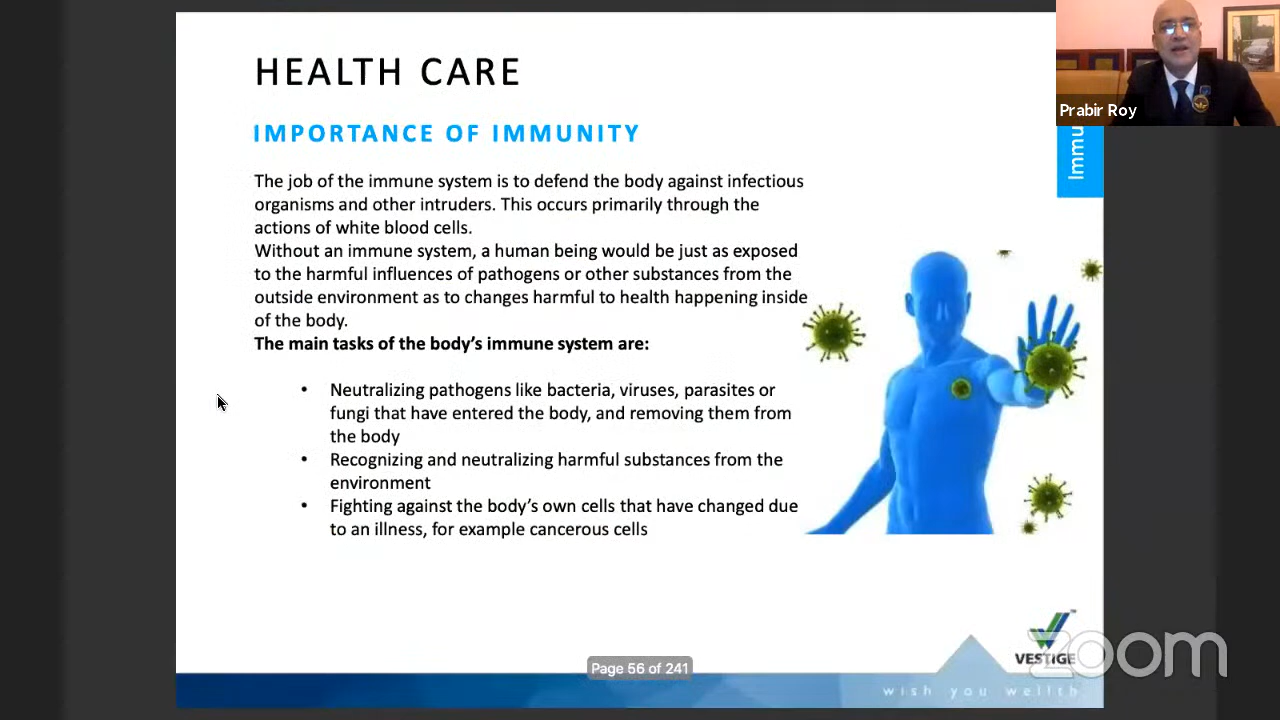 HEALTH CARE
IMPORTANCE OF IMMUNITY
The job of the immune system is to defend the body against infectious
organisms and other intruders. This occurs primarily through the
actions of white blood cells.
Without an immune system, a human being would be just as exposed
to the harmful influences of pathogens or other substances from the
outside environment as to changes harmful to health happening inside
of the body.
The main tasks of the body's immune system are:
• Neutralizing pathogens like bacteria, viruses, parasites or
fungi that have entered the body, and removing them from
the body
• Recognizing and neutralizing harmful substances from the
environment
• Fighting against the body's own cells that have changed due
to an illness, for example cancerous cells
Prabir Roy
Immu
VESTIGE
zoom
Page 56 of 241
wish you wellth